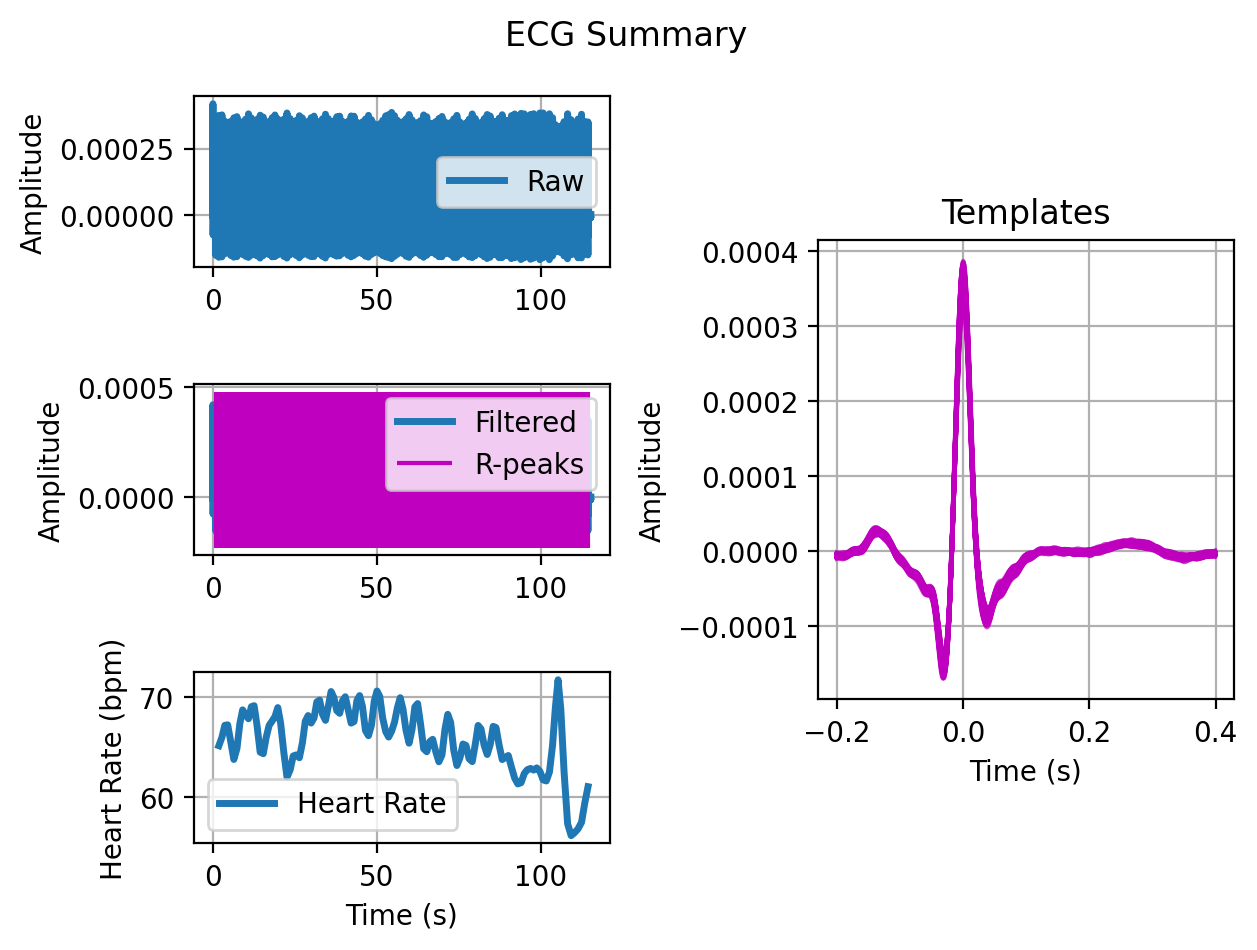 ECG Summary
Amplitude
0.00025
0.00000
Raw
0
50
100
Amplitude
0.0005
0.0000
Filtered
R-peaks
0
50
100
Heart Rate (bpm)
70
60
Heart Rate
0
50
100
Time (s)
Templates
Amplitude
0.0004
0.0003
0.0002
0.0001
0.0000
−0.0001
−0.2
0.0
0.2
0.4
Time (s)